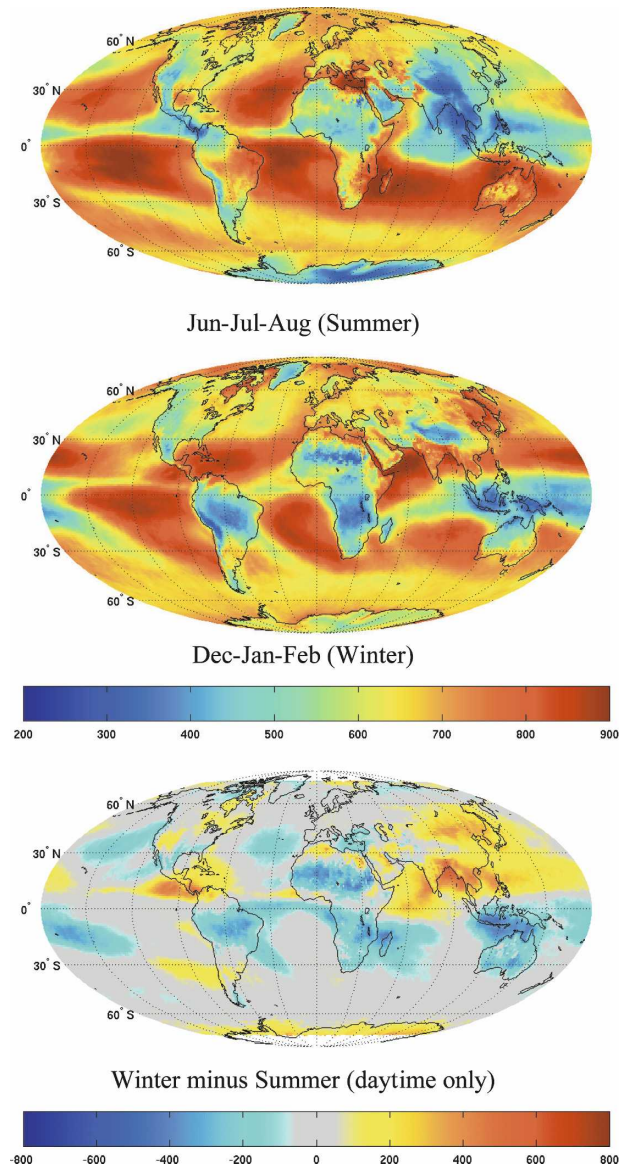 60° N
30° N
0°
30° S
60° S
Jun-Jul-Aug (Summer)
60° N
30° N
0°
30° S
60° S
Dec-Jan-Feb (Winter)
200 300 400 500 600 700 800 900
60° N
30° N
0°
30° S
60° S
Winter minus Summer (daytime only)
-800 -600 -400 -200 0 200 400 600 800